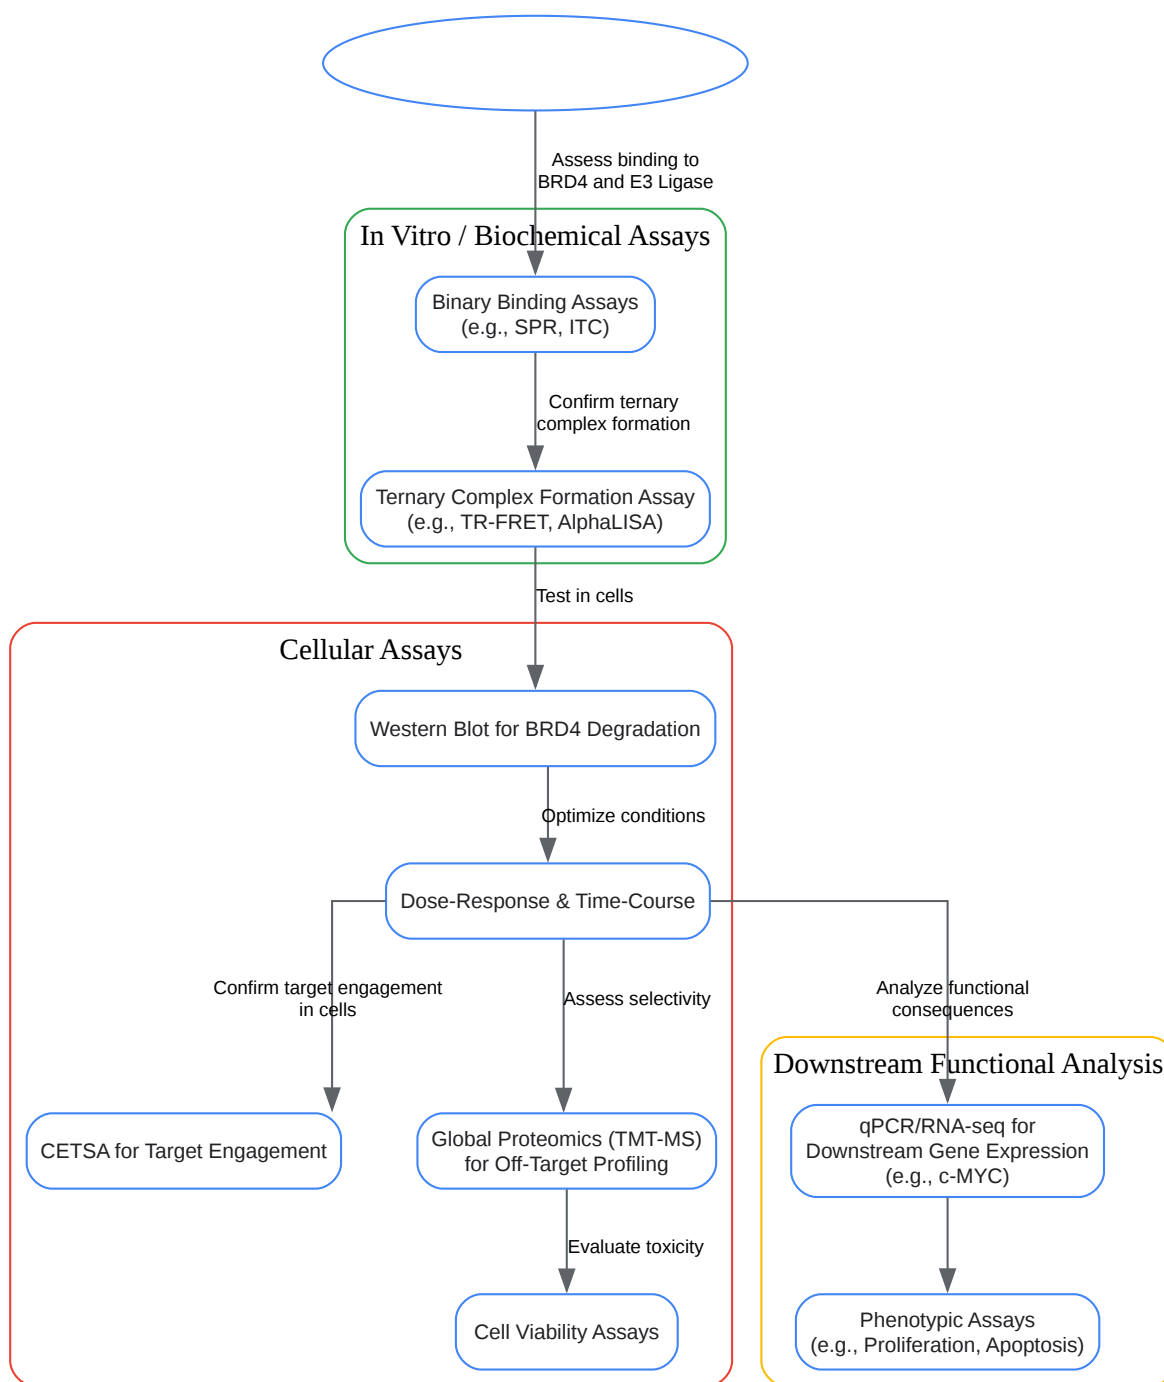 Assess binding to
BRD4 and E3 Ligase
In Vitro / Biochemical Assays
Binary Binding Assays
(e.g., SPR, ITC)
Confirm ternary
complex formation
Ternary Complex Formation Assay
(e.g., TR-FRET, AlphaLISA)
Test in cells
Cellular Assays
Western Blot for BRD4 Degradation
Optimize conditions
Dose-Response & Time-Course
Confirm target engagement
in cells
Assess selectivity
Analyze functional
consequences
Downstream Functional Analysis
CETSA for Target Engagement
Global Proteomics (TMT-MS)
for Off-Target Profiling
qPCR/RNA-seq for
Downstream Gene Expression
(e.g., c-MYC)
Evaluate toxicity
Cell Viability Assays
Phenotypic Assays
(e.g., Proliferation, Apoptosis)